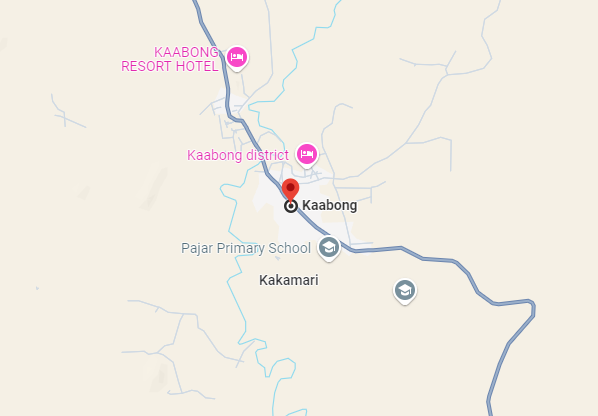 KAABONG
RESORT HOTEL
Kaabong district
Kaabong
Pajar Primary School
Kakamari